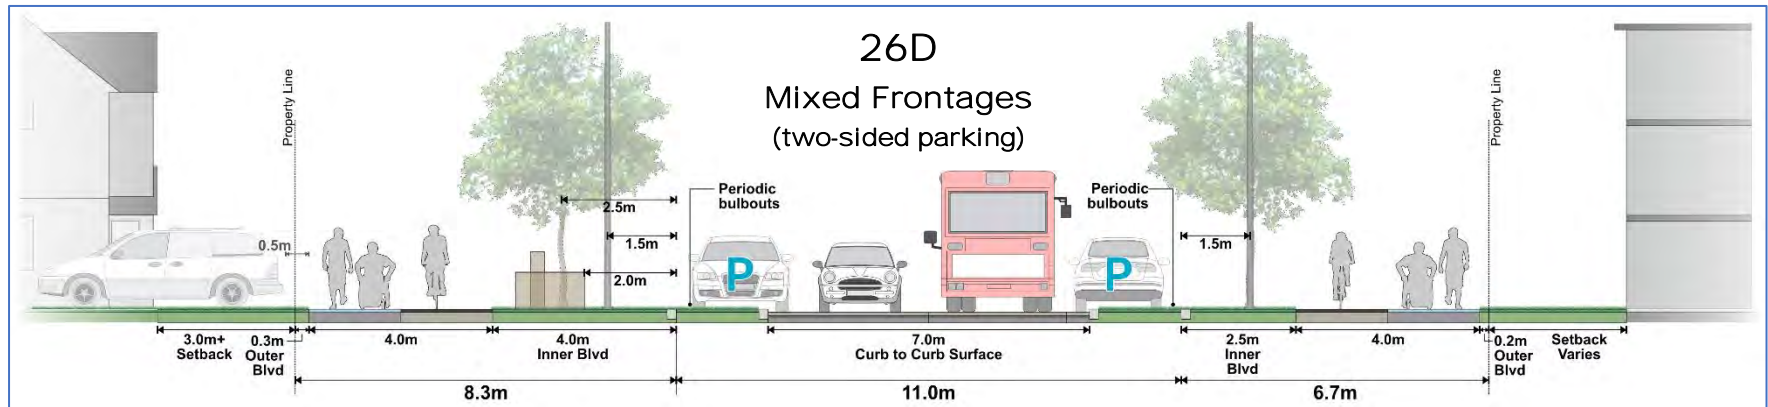 26D
Mixed Frontages
(two-sided parking)
Property Line
Property Line
Periodic
bulbouts
Periodic
bulbouts
2.5m
0.5m
1.5m
1.5m
2.0m
P
P
3.0m+
Setback
0.3m
Outer
Blvd
4.0m
4.0m
Inner Blvd
7.0m
Curb to Curb Surface
2.5m
Inner
Blvd
4.0m
0.2m
Outer
Blvd
Setback
Varies
8.3m
11.0m
6.7m